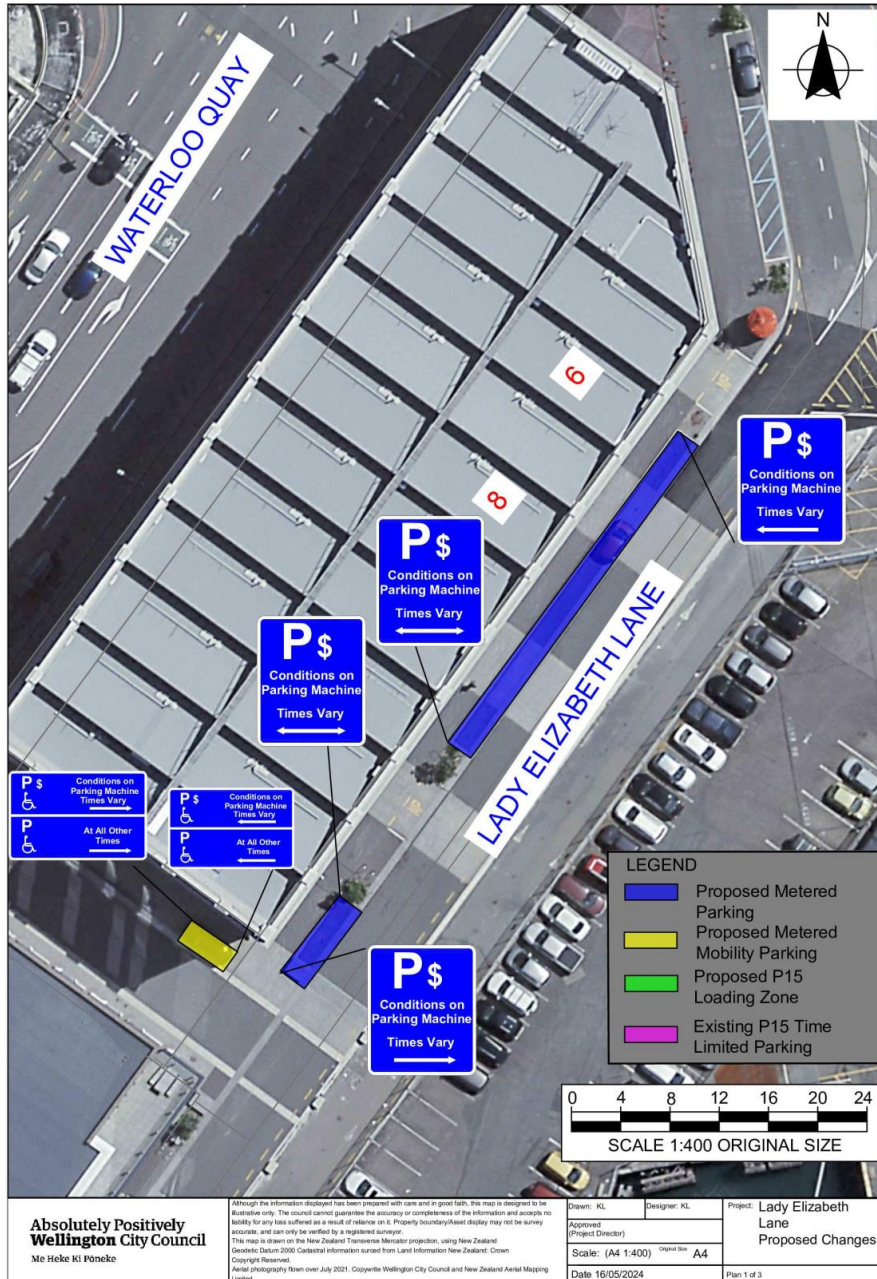 N
WATERLOO QUAY
6
8
P$
Conditions on
Parking Machine
Times Vary
P$
Conditions on
Parking Machine
Times Vary
P$
Conditions on
Parking Machine
Times Vary
LADY ELIZABETH LANE
P $
Conditions on
Parking Machine
Times Vary
P
At All Other
Times
P $
Conditions on
Parking Machine
Times Vary
P
At All Other
Times
P$
Conditions on
Parking Machine
Times Vary
LEGEND
Proposed Metered
Parking
Proposed Metered
Mobility Parking
Proposed P15
Loading Zone
Existing P15 Time
Limited Parking
0 4 8 12 16 20 24
SCALE 1:400 ORIGINAL SIZE
Absolutely Positively
Wellington City Council
Me Heke Ki Pōneke
Although the information displayed has been prepared with care and in good faith, this map is designed to be
illustrative only. The council cannot guarantee the accuracy or completeness of the information and accepts no
liability for any loss suffered as a result of reliance on it. Property boundary/Asset display may not be survey
accurate, and can only be verified by a registered surveyor.
This map is drawn on the New Zealand Transverse Mercator projection, using New Zealand
Geodetic Datum 2000 Cadastral information surced from Land Information New Zealand: Crown
Copyright Reserved.
Aerial photography flown over July 2021. Copywrite Wellington City Council and New Zealand Aerial Mapping
Limited
Drawn: KL
Designer: KL
Approved
(Project Director)
Scale: (A4 1:400)
Original Size A4
Date 16/05/2024
Project: Lady Elizabeth
Lane
Proposed Changes
Plan 1 of 3